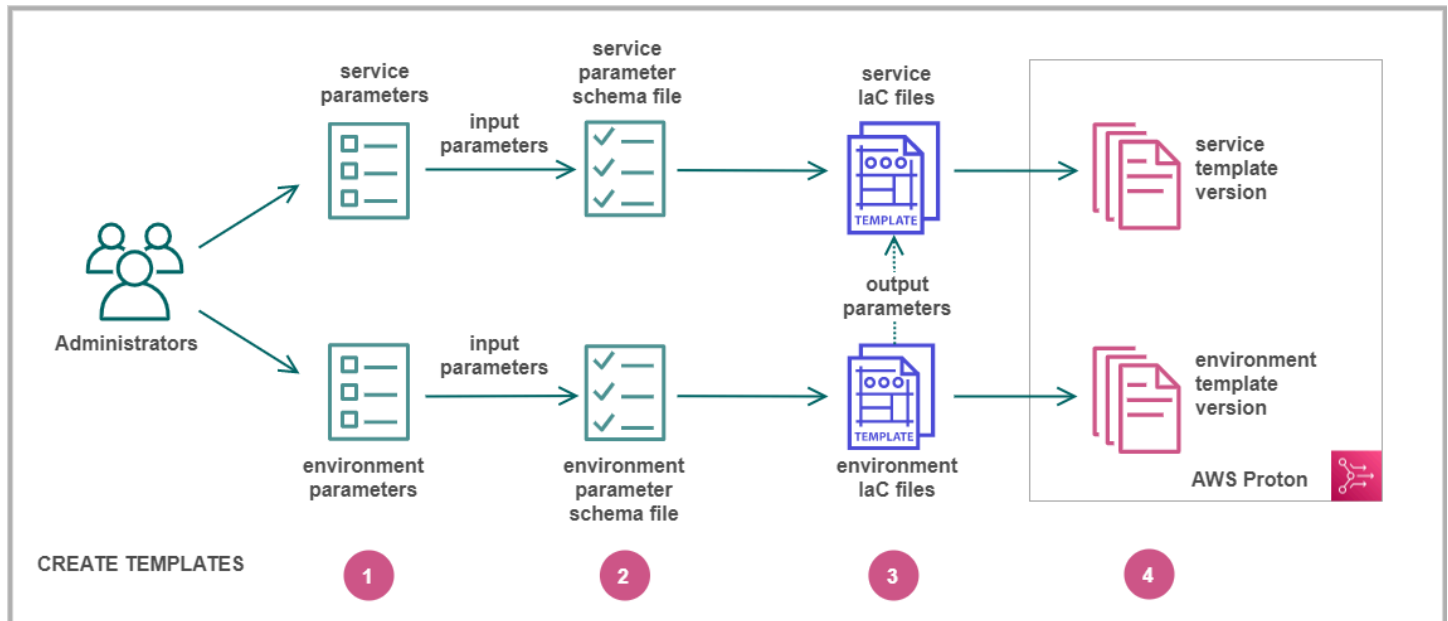 service
parameters
input
parameters
service
parameter
schema file
service
IaC files
TEMPLATE
service
template
version
Administrators
output
parameters
input
parameters
environment
parameters
environment
parameter
schema file
TEMPLATE
environment
IaC files
environment
template
version
AWS Proton
CREATE TEMPLATES
1
2
3
4